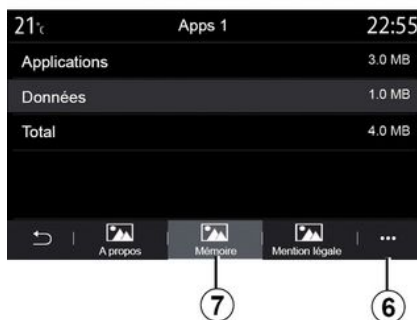 21°c Apps 1 22:55
Applications 3.0 MB
Données 1.0 MB
Total 4.0 MB
A propos Mémoire Mention légale ...
7 6